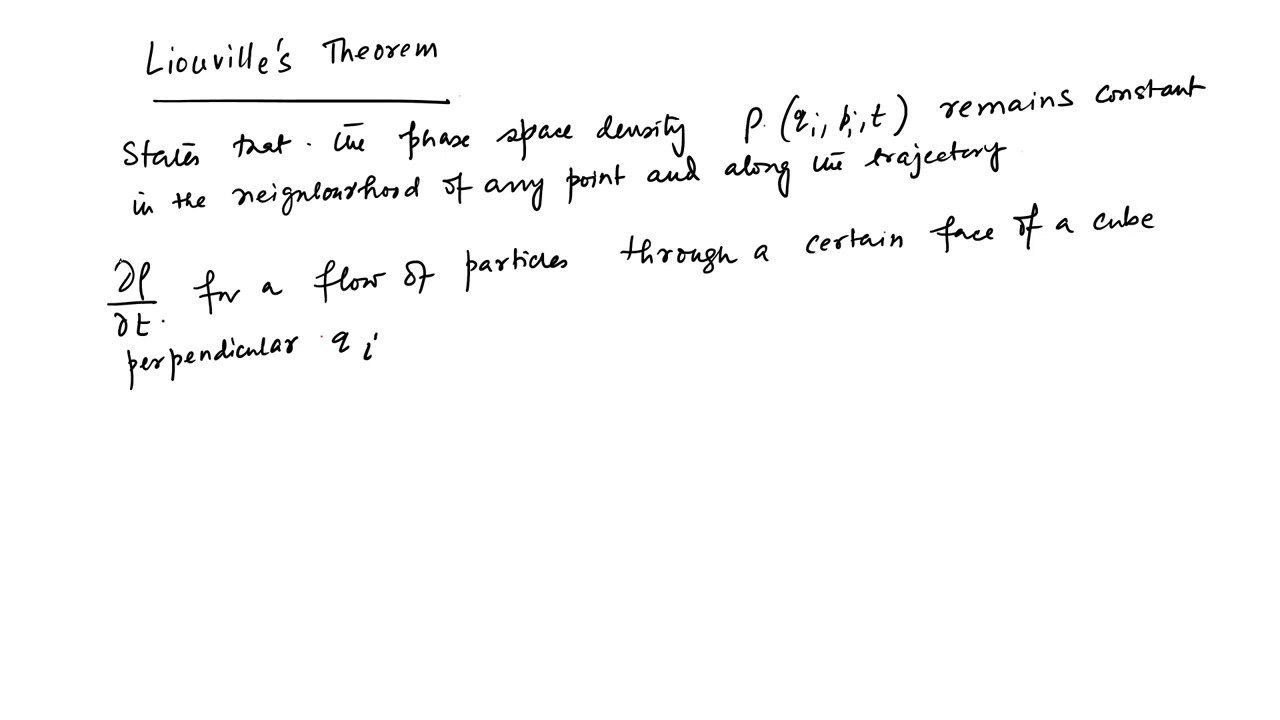 Liouville's Theorem
States that the phase space density ρ (qi, pi, t) remains constant
in the neighbourhood of any point and along the trajectory
∂ρ/∂t for a flow of particles through a certain face of a cube
perpendicular qi